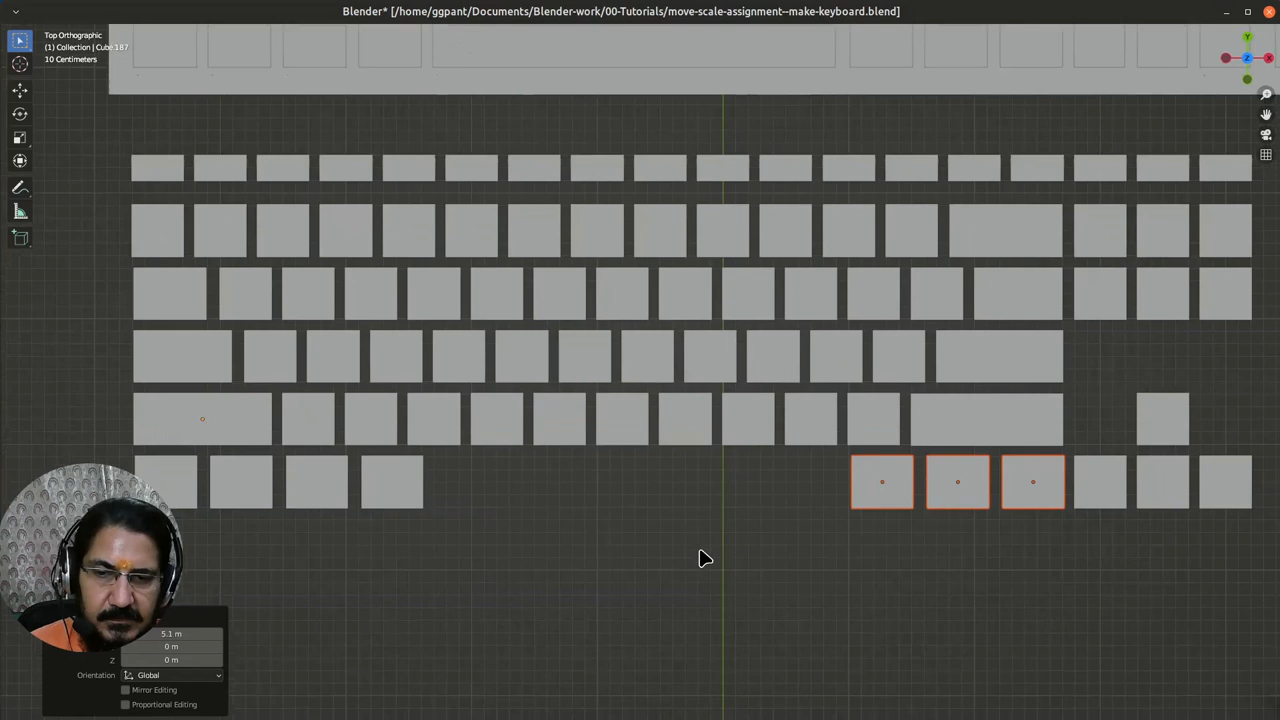 Blender* [/home/ggpant/Documents/Blender-work/00-Tutorials/move-scale-assignment--make-keyboard.blend]
Top Orthographic
(1) Collection | Cube.187
10 Centimeters
Y
X
Z
5.1 m
0 m
Z 0 m
Orientation Global
Mirror Editing
Proportional Editing